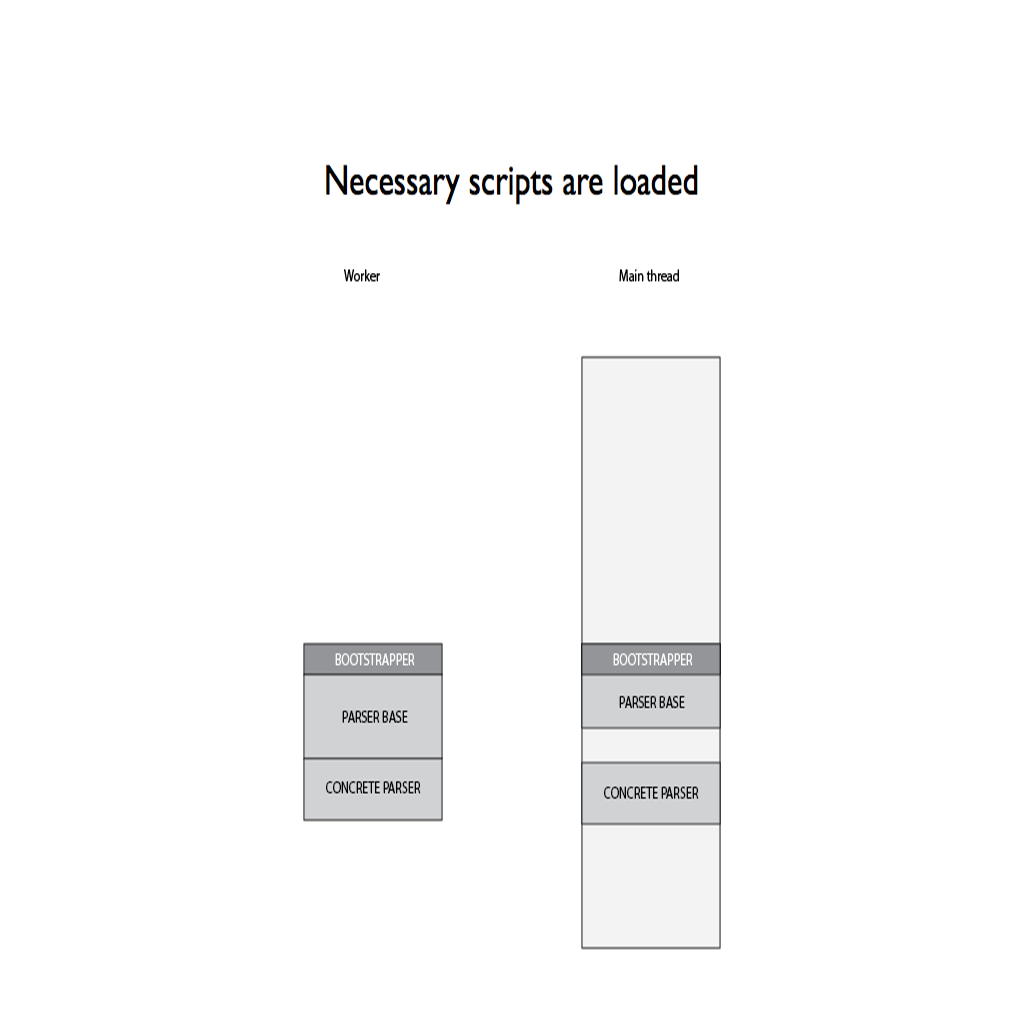 Necessary scripts are loaded
Worker
Main thread
BOOTSTRAPPER
PARSER BASE
CONCRETE PARSER
BOOTSTRAPPER
PARSER BASE
CONCRETE PARSER